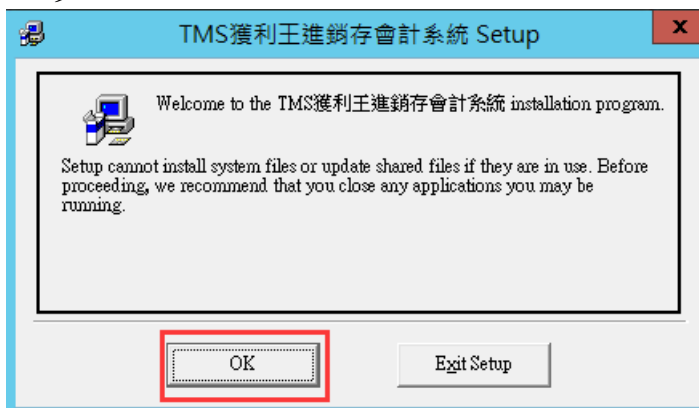 TMS獲利王進銷存會計系統 Setup
Welcome to the TMS獲利王進銷存會計系統 installation program.
Setup cannot install system files or update shared files if they are in use. Before
proceeding, we recommend that you close any applications you may be
running.
OK
Exit Setup